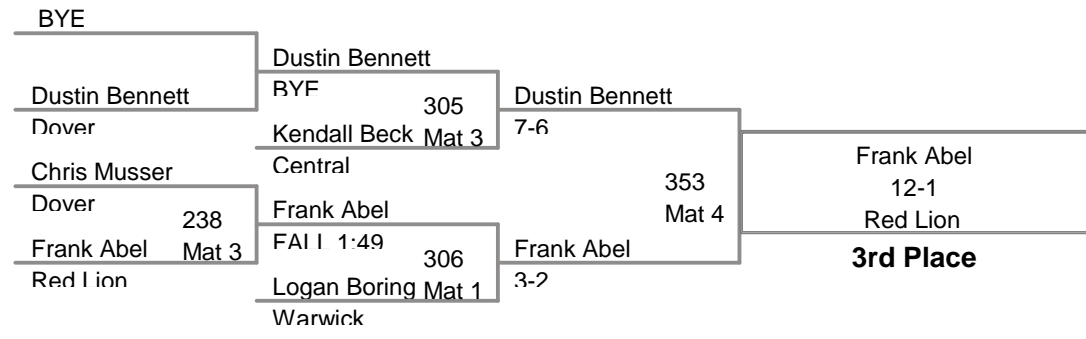 BYE
Dustin Bennett
Dover
Chris Musser
Dover
238
Mat 3
Frank Abel
Red Lion
Dustin Bennett
BYE
305
Mat 3
Kendall Beck
Central
Frank Abel
FALL 1:49
306
Mat 1
Logan Boring
Warwick
Dustin Bennett
7-6
353
Mat 4
Frank Abel
3-2
Frank Abel
12-1
Red Lion
3rd Place